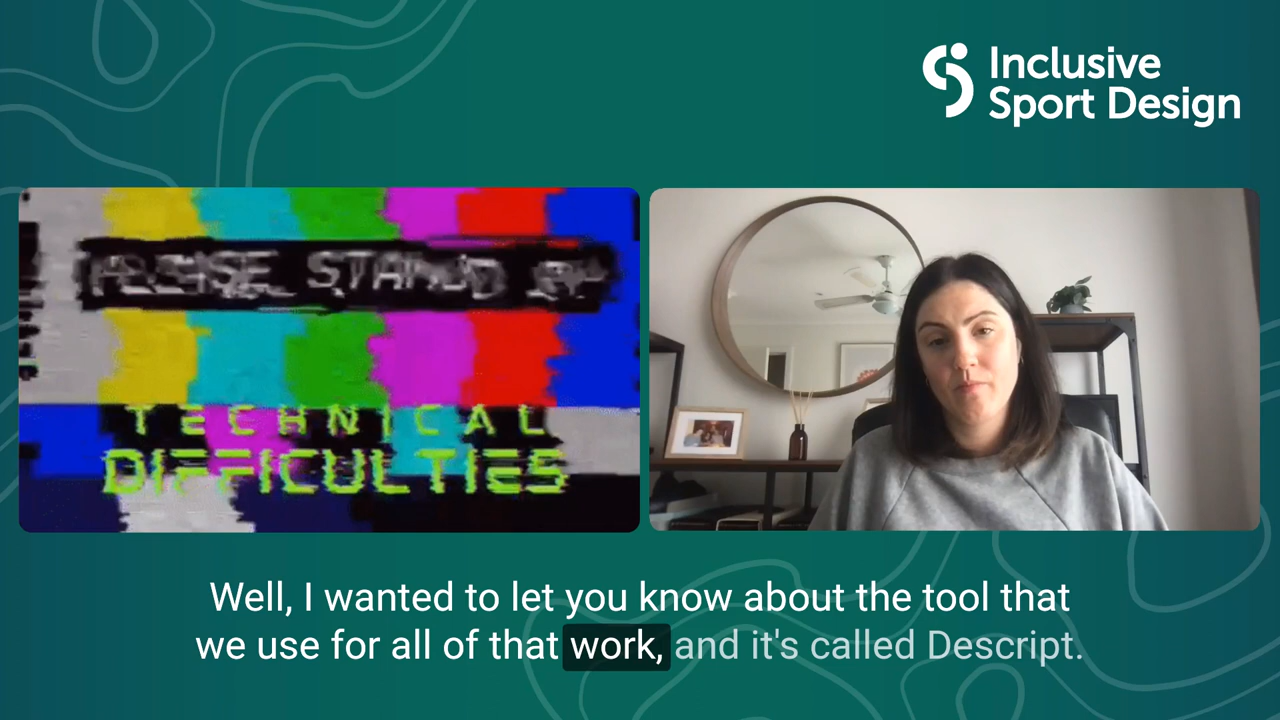 Inclusive
Sport Design
PLEASE STAND BY
TECHNICAL
DIFFICULTIES
Well, I wanted to let you know about the tool that
we use for all of that work, and it's called Descript.